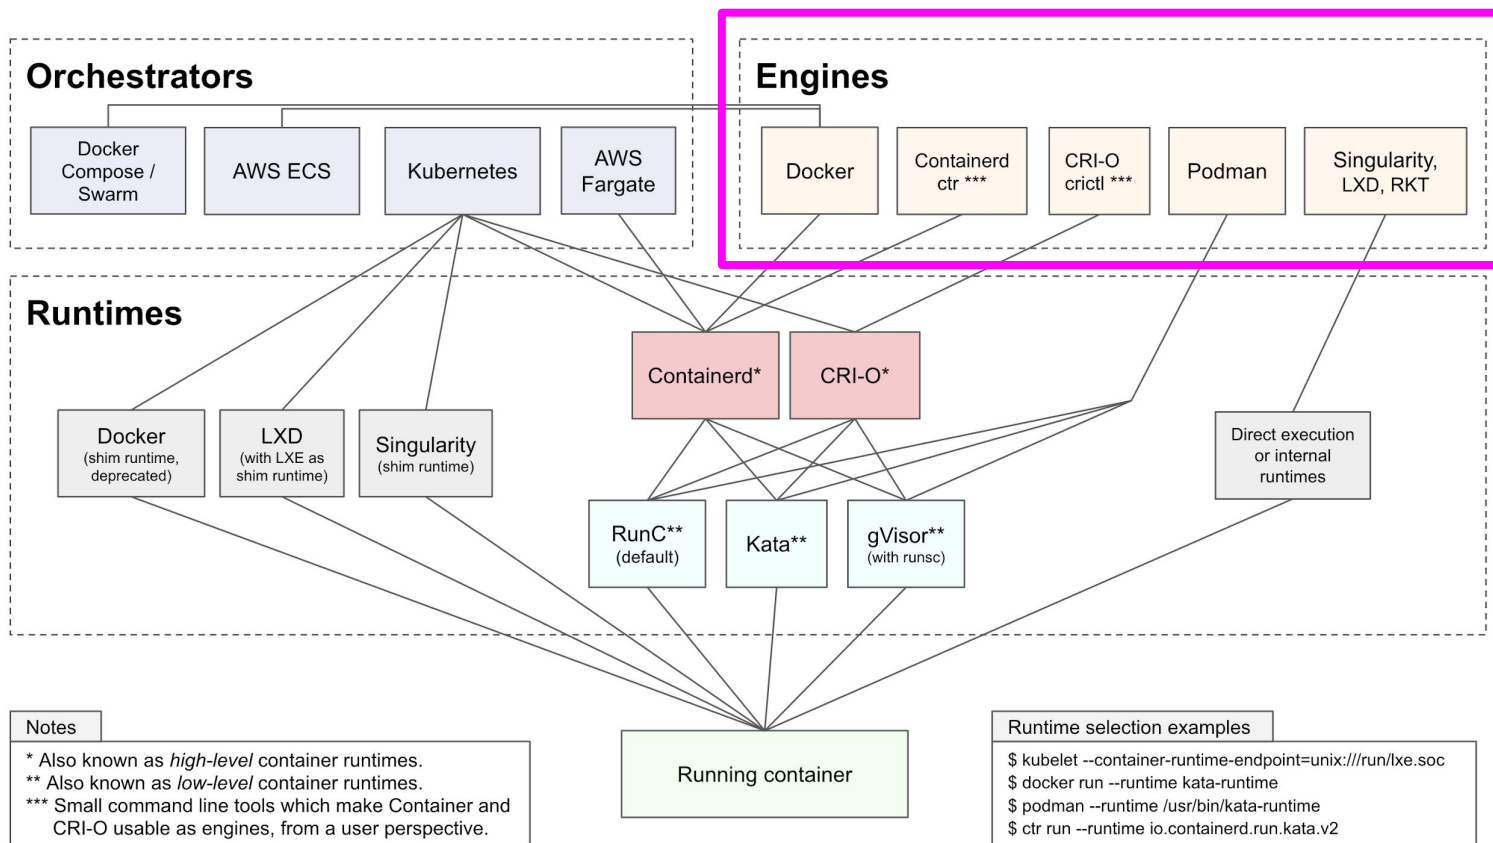 Orchestrators
Docker
Compose /
Swarm
AWS ECS
Kubernetes
AWS
Fargate
Engines
Docker
Containerd
ctr ***
CRI-O
crictl ***
Podman
Singularity,
LXD, RKT
Runtimes
Containerd*
CRI-O*
Docker
(shim runtime,
deprecated)
LXD
(with LXE as
shim runtime)
Singularity
(shim runtime)
Direct execution
or internal
runtimes
RunC**
(default)
Kata**
gVisor**
(with runsc)
Running container
Notes
* Also known as high-level container runtimes.
** Also known as low-level container runtimes.
*** Small command line tools which make Container and
CRI-O usable as engines, from a user perspective.
Runtime selection examples
$ kubelet --container-runtime-endpoint=unix:///run/lxe.soc
$ docker run --runtime kata-runtime
$ podman --runtime /usr/bin/kata-runtime
$ ctr run --runtime io.containerd.run.kata.v2